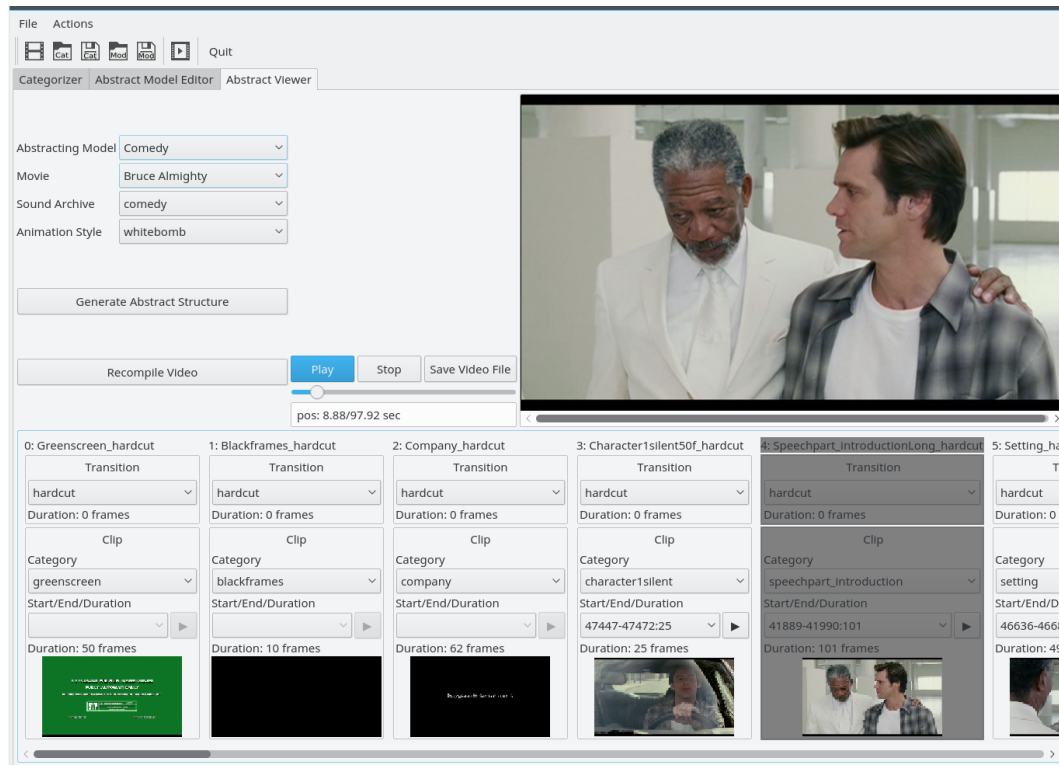 File Actions
Cat Cat Mod Mod Quit
Categorizer Abstract Model Editor Abstract Viewer
Abstracting Model Comedy
Movie Bruce Almighty
Sound Archive comedy
Animation Style whitebomb
Generate Abstract Structure
Recompile Video Play Stop Save Video File
pos: 8.88/97.92 sec
0: Greenscreen_hardcut 1: Blackframes_hardcut 2: Company_hardcut 3: Character1silent50f_hardcut 4: Speechpart_introductionLong_hardcut 5: Setting_ha
Transition Transition Transition Transition Transition T
hardcut hardcut hardcut hardcut hardcut hardcut
Duration: 0 frames Duration: 0 frames Duration: 0 frames Duration: 0 frames Duration: 0 frames Duration: 0
Clip Clip Clip Clip Clip
Category Category Category Category Category Category
greenscreen blackframes company character1silent speechpart_introduction setting
Start/End/Duration Start/End/Duration Start/End/Duration Start/End/Duration Start/End/Duration Start/End/D
47447-47472:25 41889-41990:101 46636-466
Duration: 50 frames Duration: 10 frames Duration: 62 frames Duration: 25 frames Duration: 101 frames Duration: 49